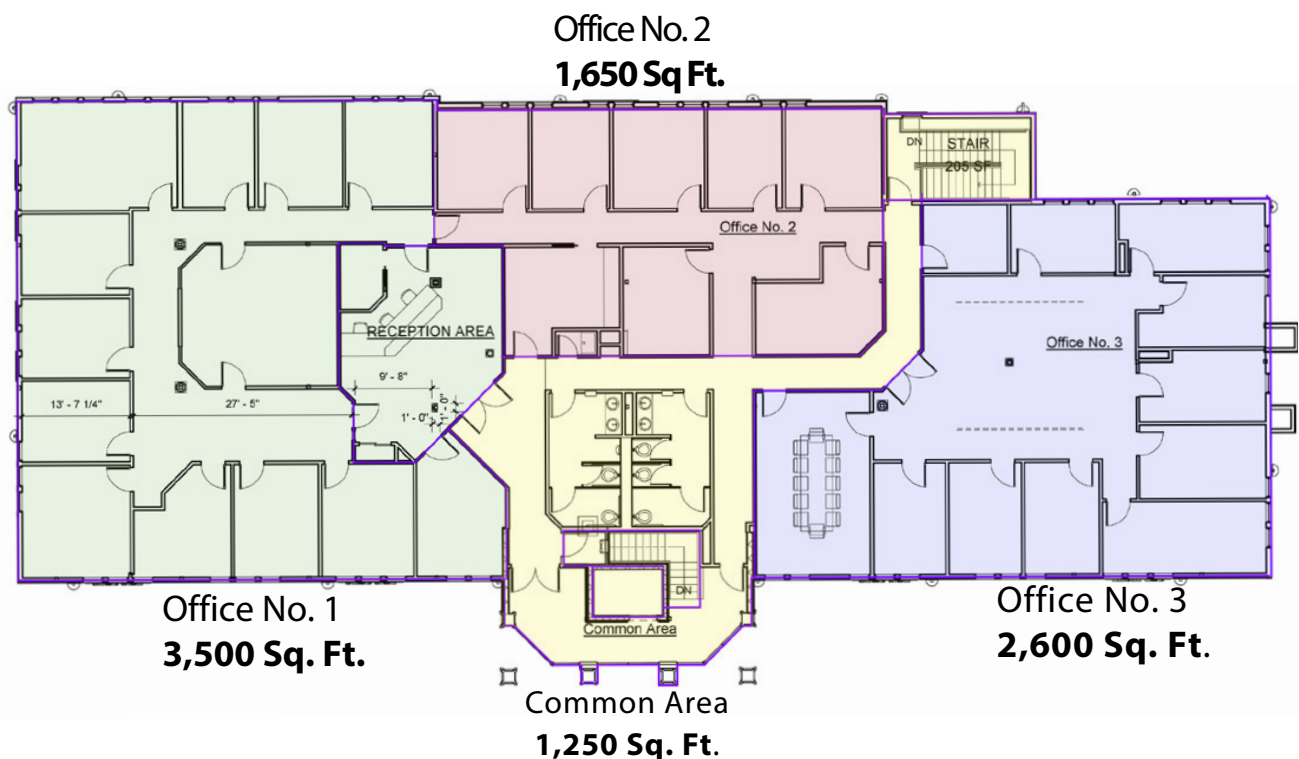 Office No. 2
1,650 Sq Ft.
DN
STAIR
205 SF
Office No. 2
RECEPTION AREA
Office No. 3
9' - 8"
13' - 7 1/4"
27' - 5"
1' - 0"
1' - 0"
DN
Common Area
Office No. 1
3,500 Sq. Ft.
Office No. 3
2,600 Sq. Ft.
Common Area
1,250 Sq. Ft.